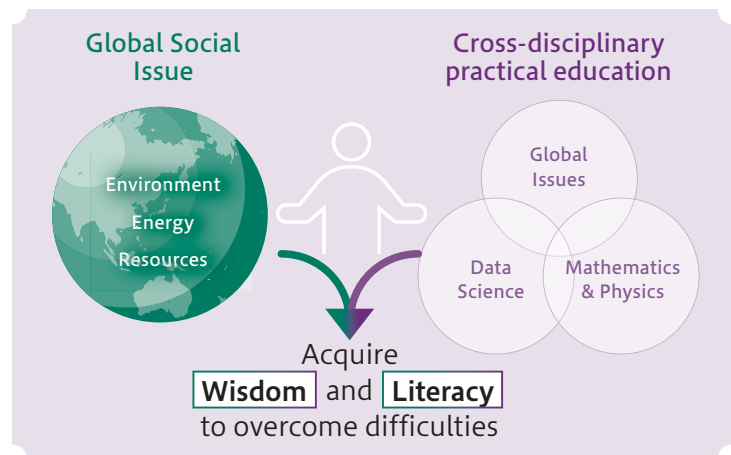 Global Social
Issue
Environment
Energy
Resources
Cross-disciplinary
practical education
Global
Issues
Data
Science
Mathematics
& Physics
Acquire
Wisdom and Literacy
to overcome difficulties